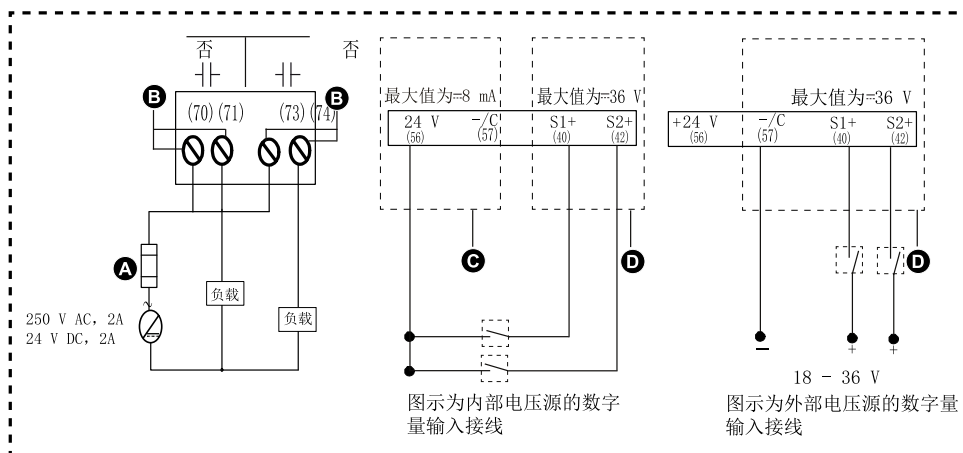 否
否
B
B
(70)
(71)
(73)
(74)
A
250 V AC, 2A
24 V DC, 2A
~
负载
负载
最大值为⎓8 mA
最大值为⎓36 V
24 V
(56)
−/C
(57)
S1+
(40)
S2+
(42)
C
D
图示为内部电压源的数字
量输入接线
最大值为⎓36 V
+24 V
(56)
−/C
(57)
S1+
(40)
S2+
(42)
D
−
+
+
18 - 36 V
图示为外部电压源的数字量
输入接线